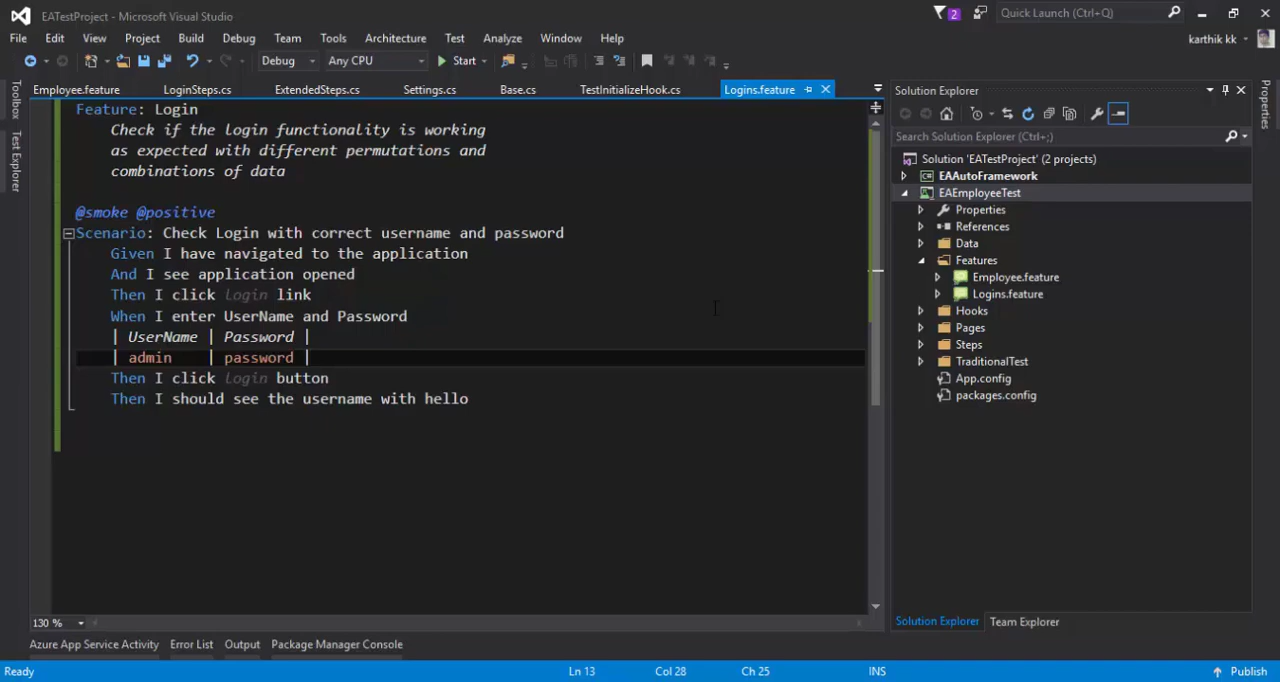 EATestProject - Microsoft Visual Studio
2
Quick Launch (Ctrl+Q)
File Edit View Project Build Debug Team Tools Architecture Test Analyze Window Help
karthik kk
Debug Any CPU Start
Employee.feature LoginSteps.cs ExtendedSteps.cs Settings.cs Base.cs TestInitializeHook.cs Logins.feature
Toolbox
Test Explorer
Feature: Login
Check if the login functionality is working
as expected with different permutations and
combinations of data
@smoke @positive
Scenario: Check Login with correct username and password
Given I have navigated to the application
And I see application opened
Then I click login link
When I enter UserName and Password
| UserName | Password |
| admin | password |
Then I click login button
Then I should see the username with hello
130 %
Solution Explorer
Search Solution Explorer (Ctrl+;)
Solution 'EATestProject' (2 projects)
EAAutoFramework
EAEmployeeTest
Properties
References
Data
Features
Employee.feature
Logins.feature
Hooks
Pages
Steps
TraditionalTest
App.config
packages.config
Solution Explorer Team Explorer
Properties
Azure App Service Activity Error List Output Package Manager Console
Ready Ln 13 Col 28 Ch 25 INS Publish